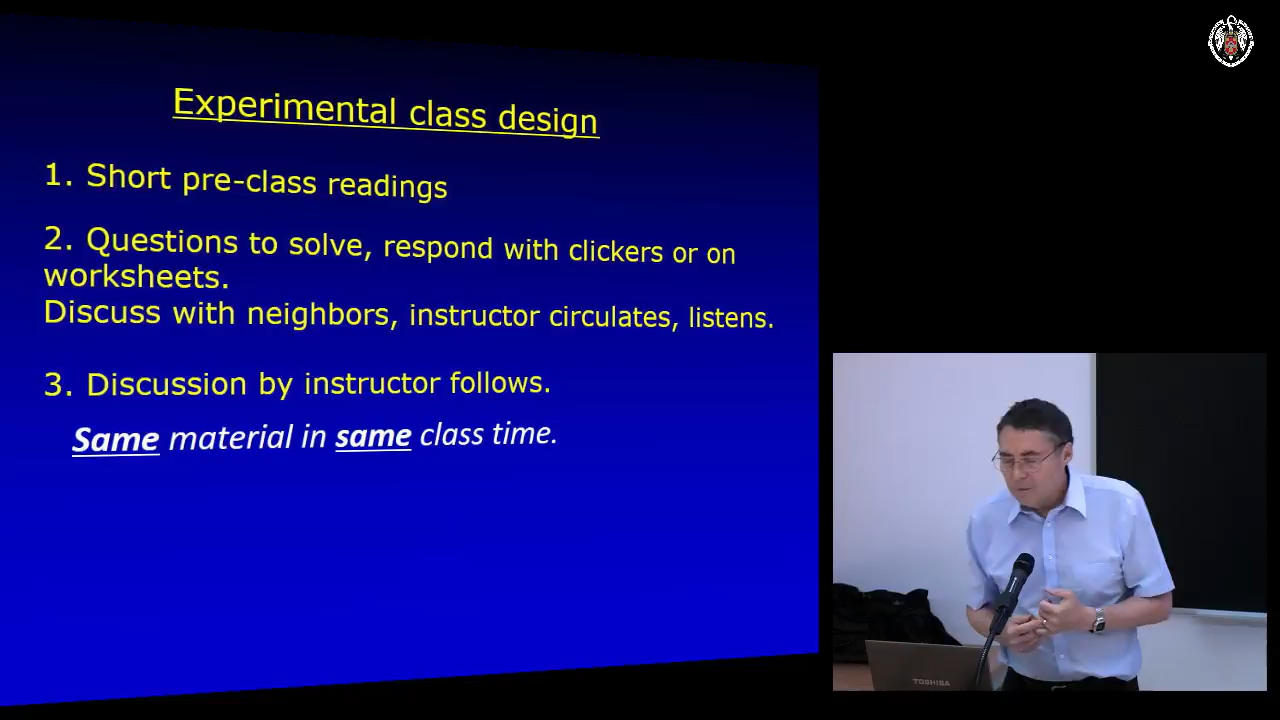 Experimental class design
1. Short pre-class readings
2. Questions to solve, respond with clickers or on
worksheets.
Discuss with neighbors, instructor circulates, listens.
3. Discussion by instructor follows.
Same material in same class time.
TOSHIBA